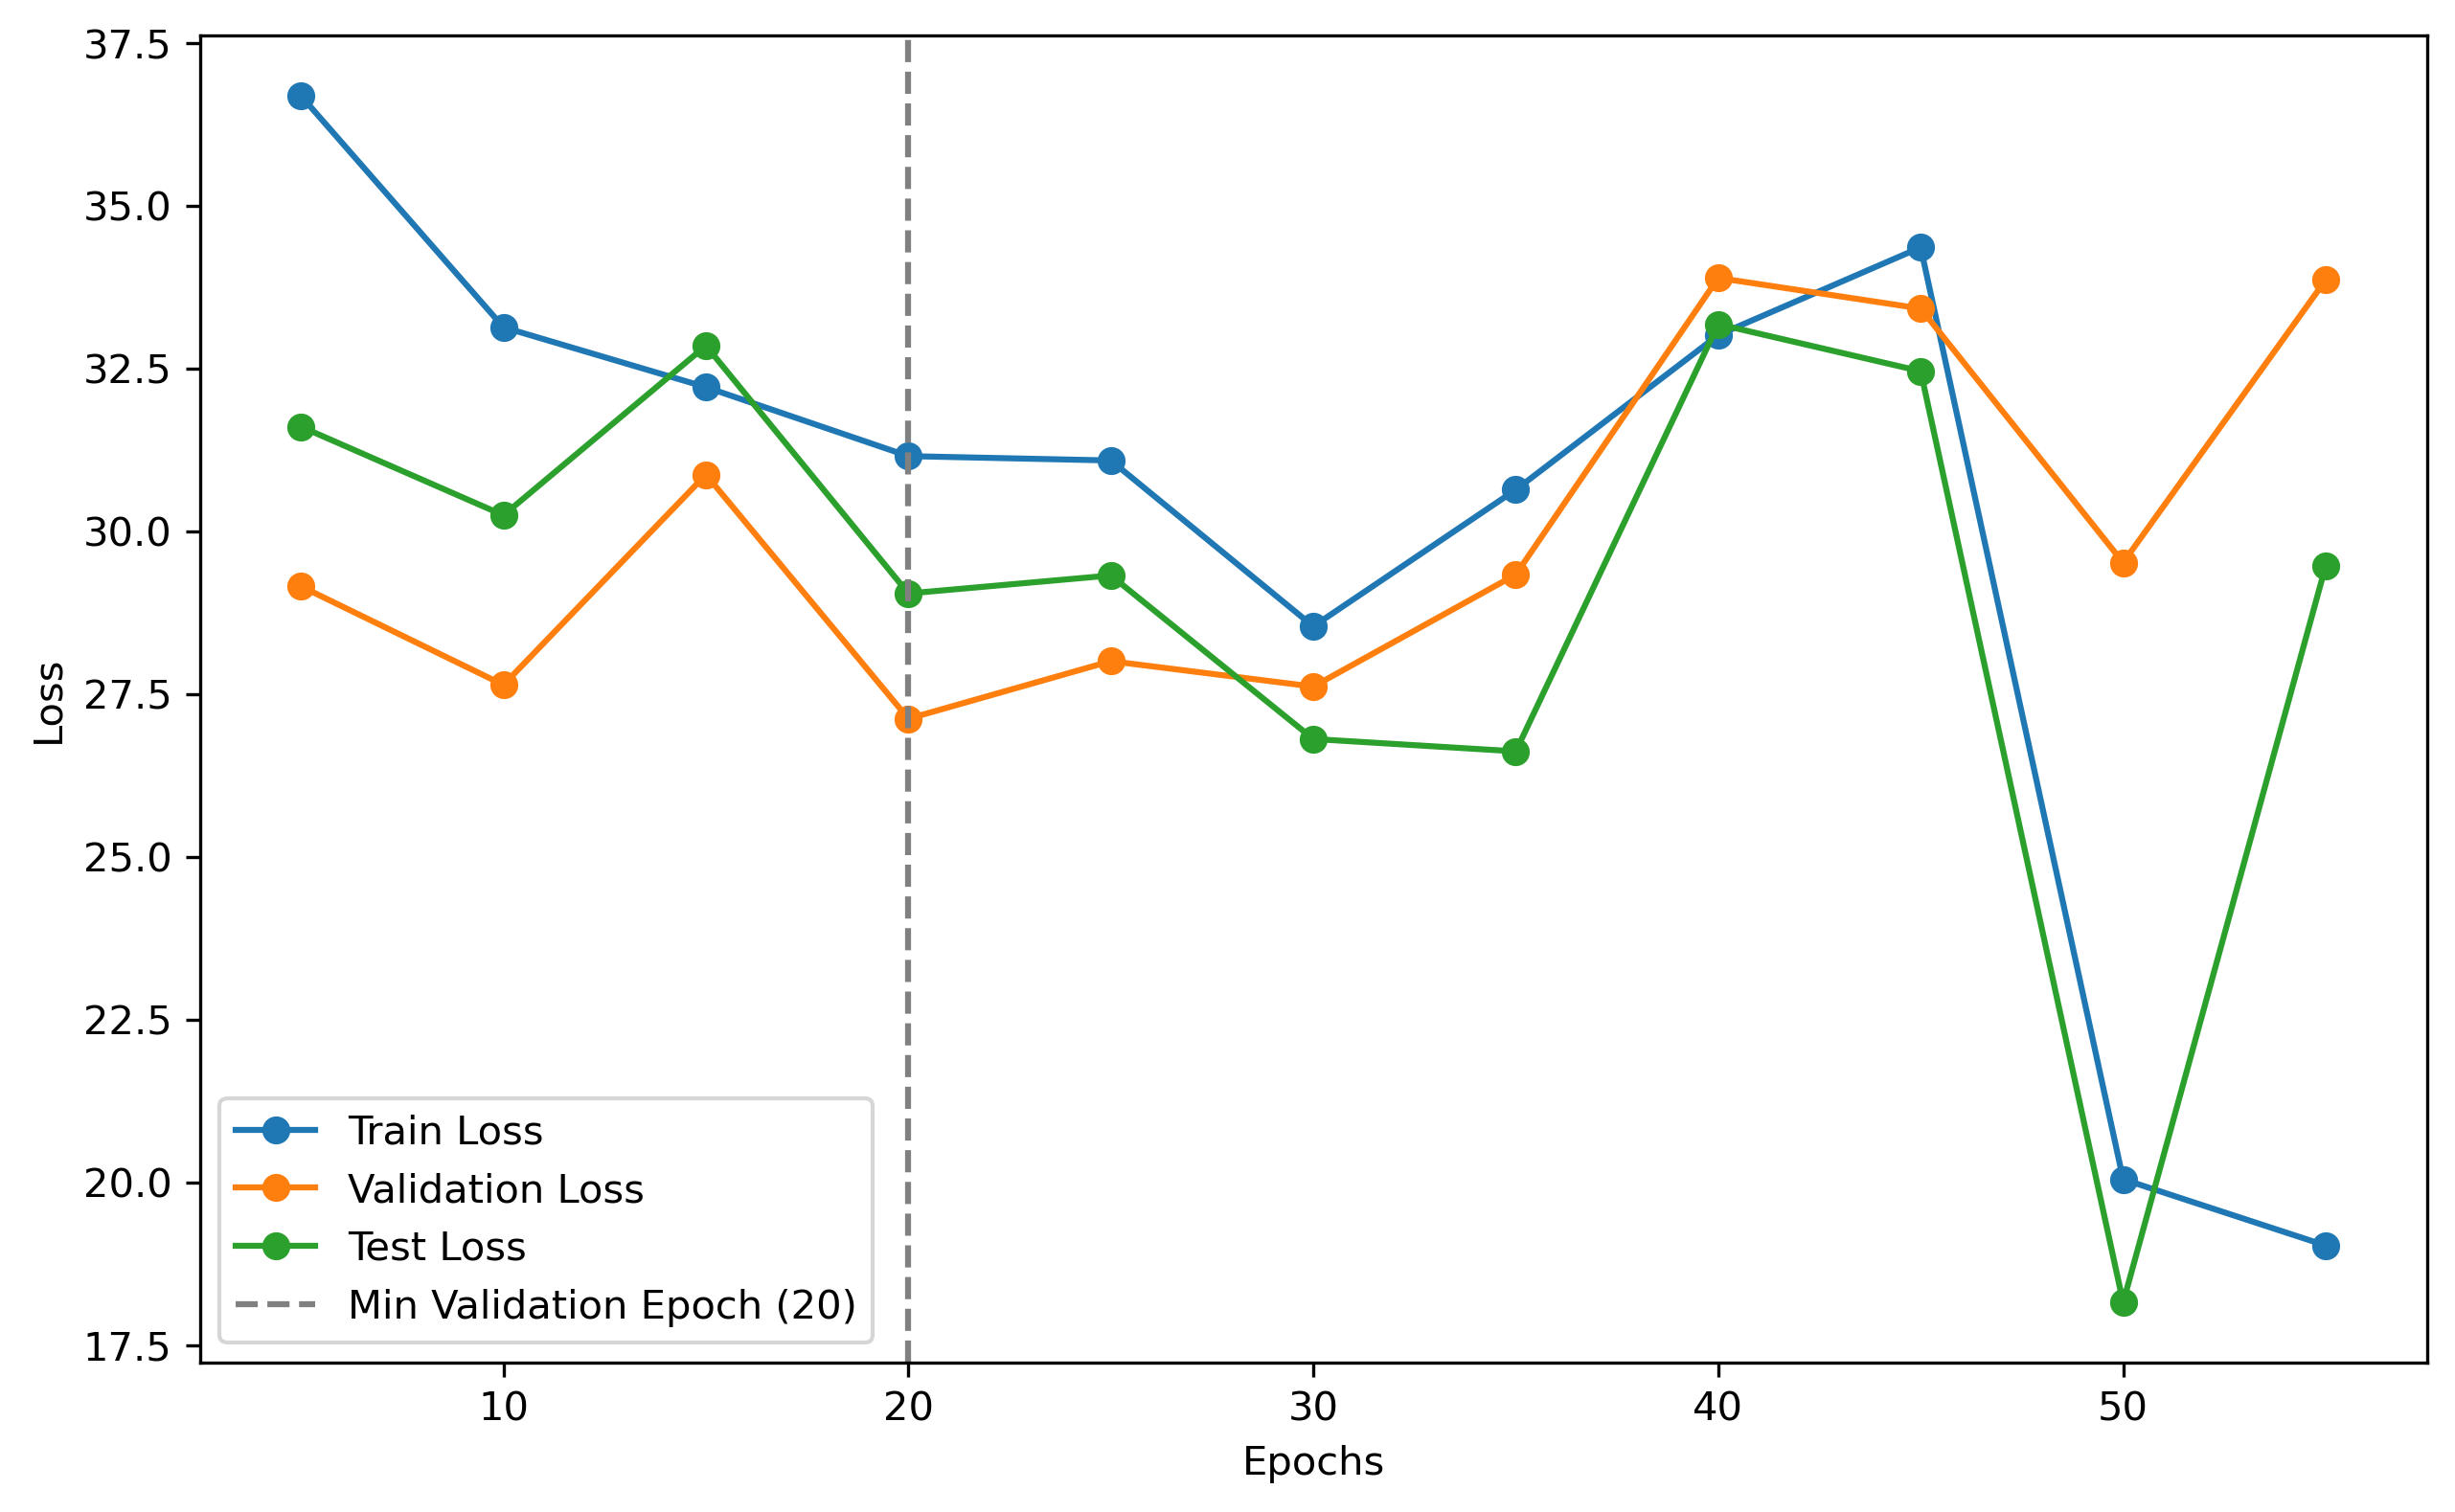 37.5
35.0
32.5
30.0
27.5
25.0
22.5
20.0
17.5
Loss
Train Loss
Validation Loss
Test Loss
Min Validation Epoch (20)
10 20 30 40 50
Epochs